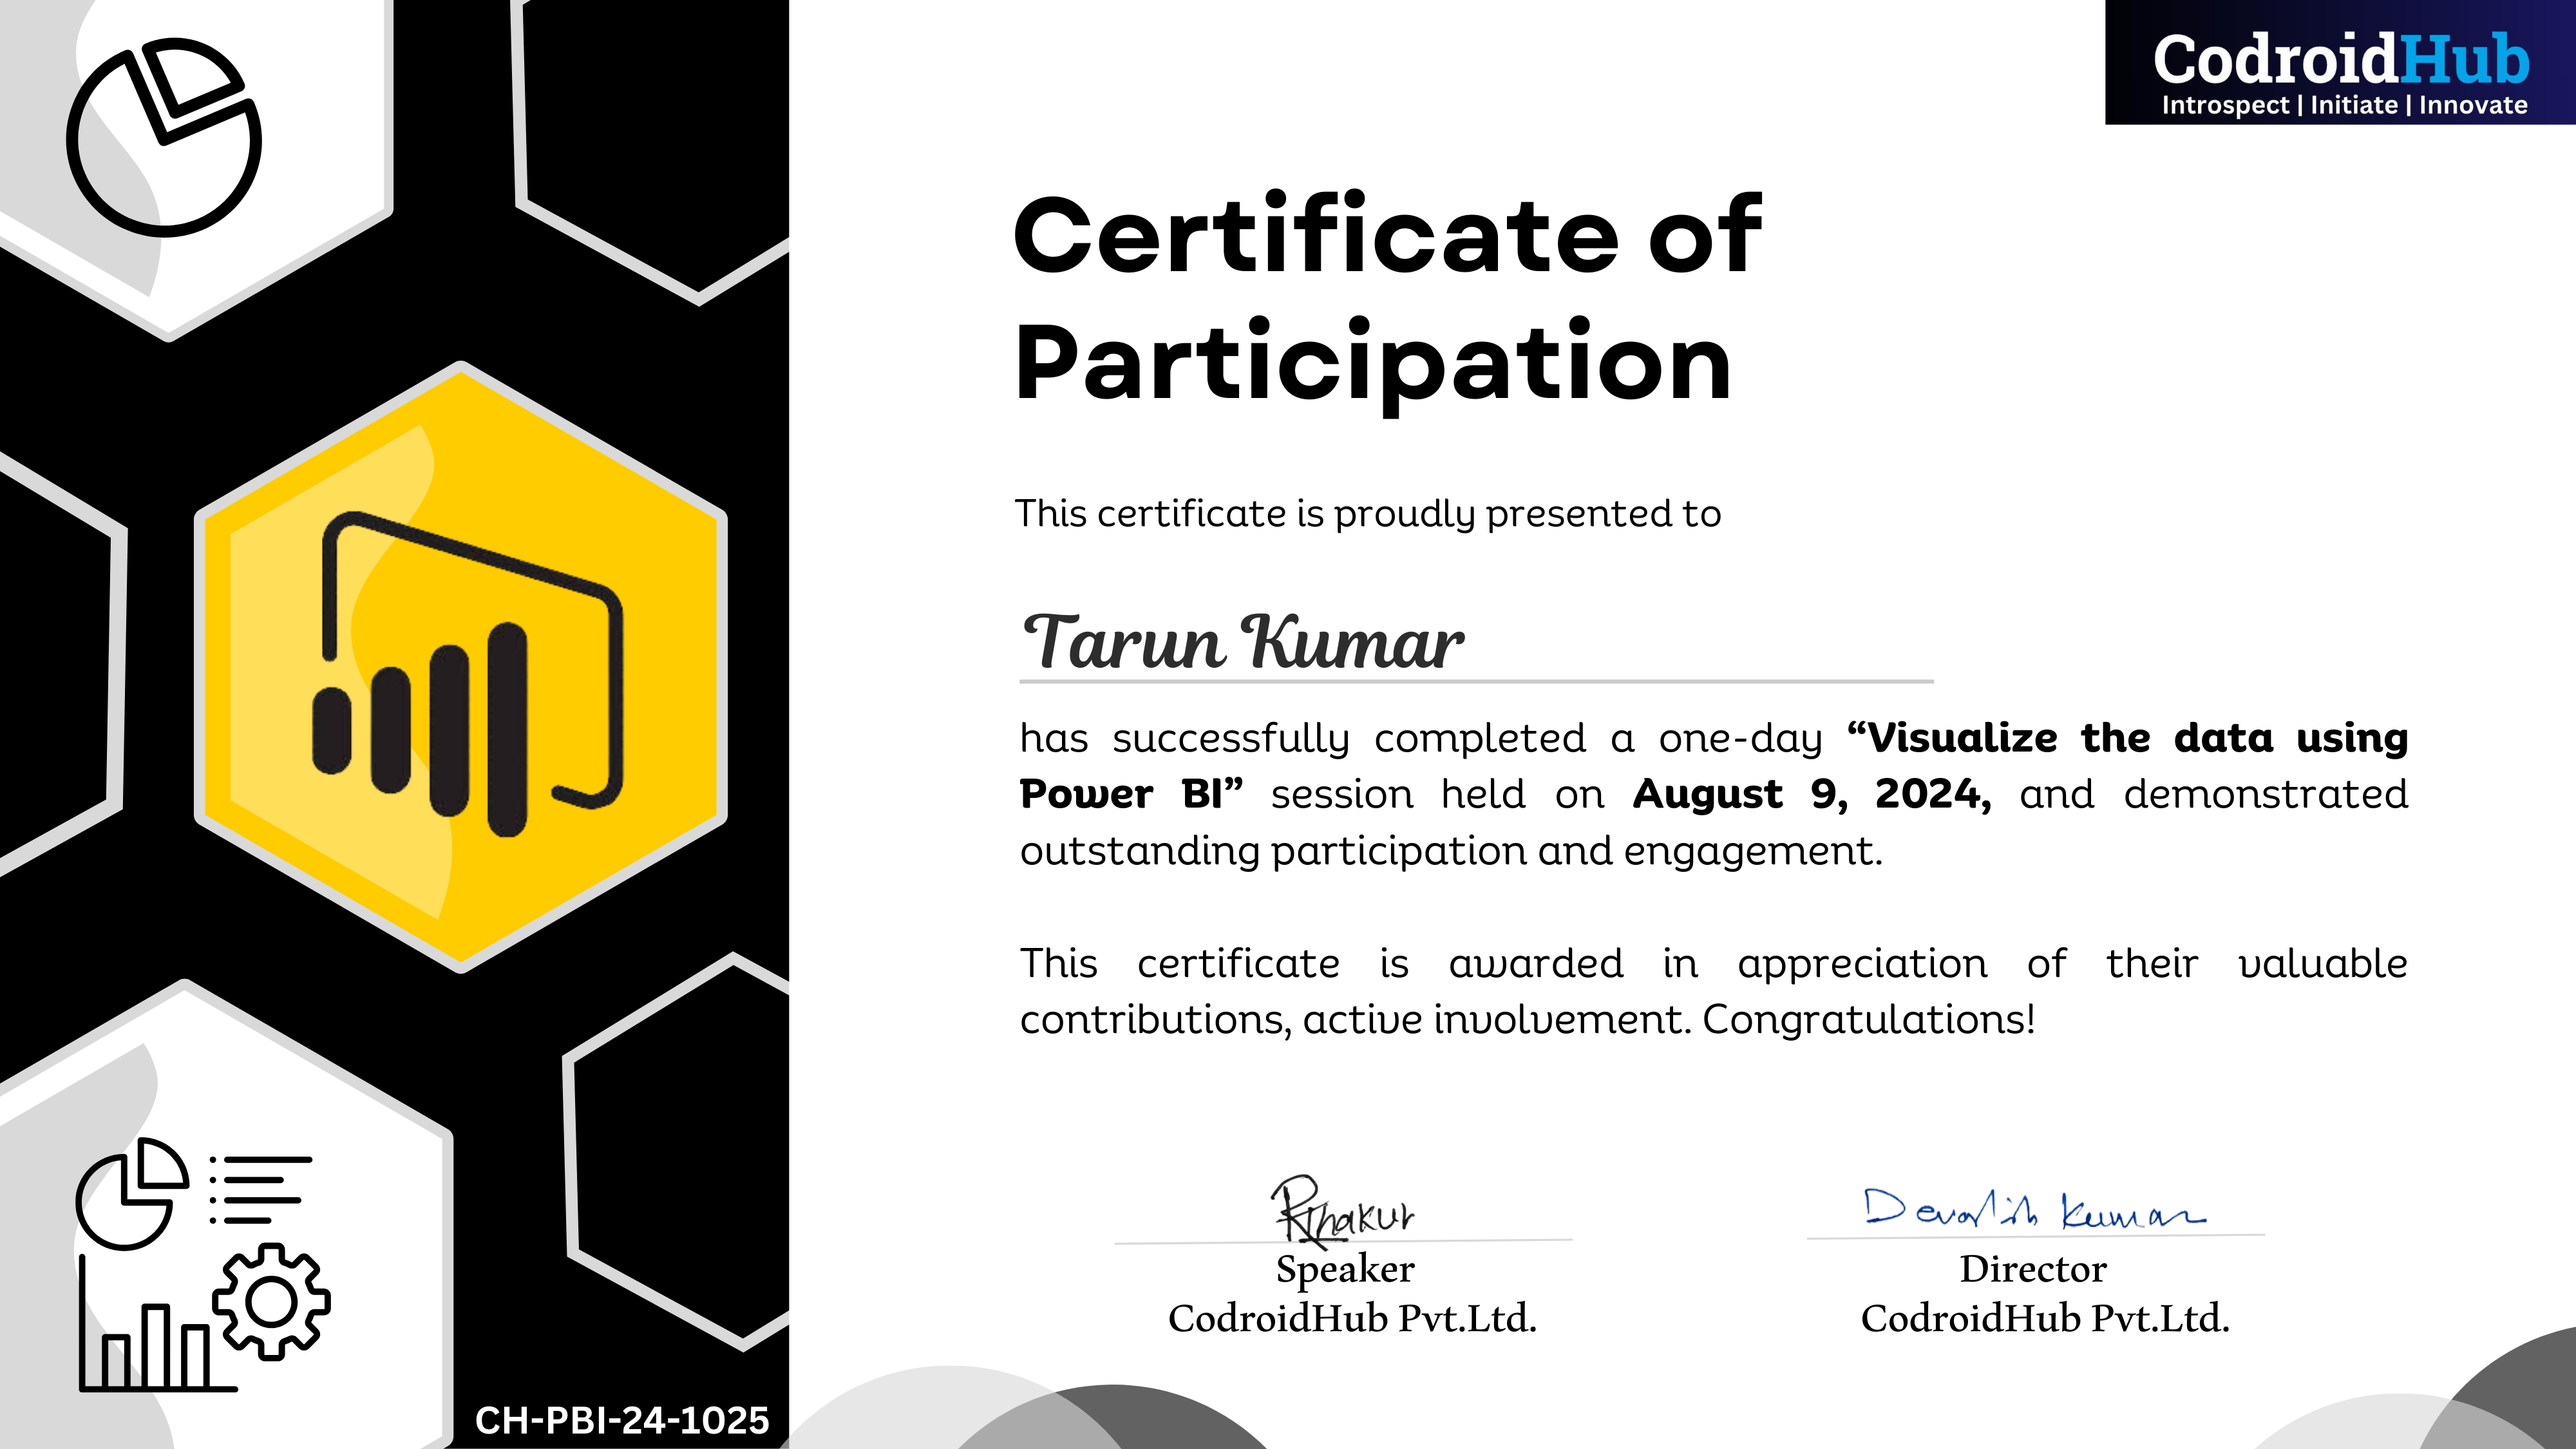 CodroidHub
Introspect | Initiate | Innovate
Certificate of
Participation
This certificate is proudly presented to
Tarun Kumar
has successfully completed a one-day “Visualize the data using
Power BI” session held on August 9, 2024, and demonstrated
outstanding participation and engagement.
This certificate is awarded in appreciation of their valuable
contributions, active involvement. Congratulations!
Speaker
CodroidHub Pvt.Ltd.
Kumar
Director
CodroidHub Pvt.Ltd.
CH-PBI-24-1025